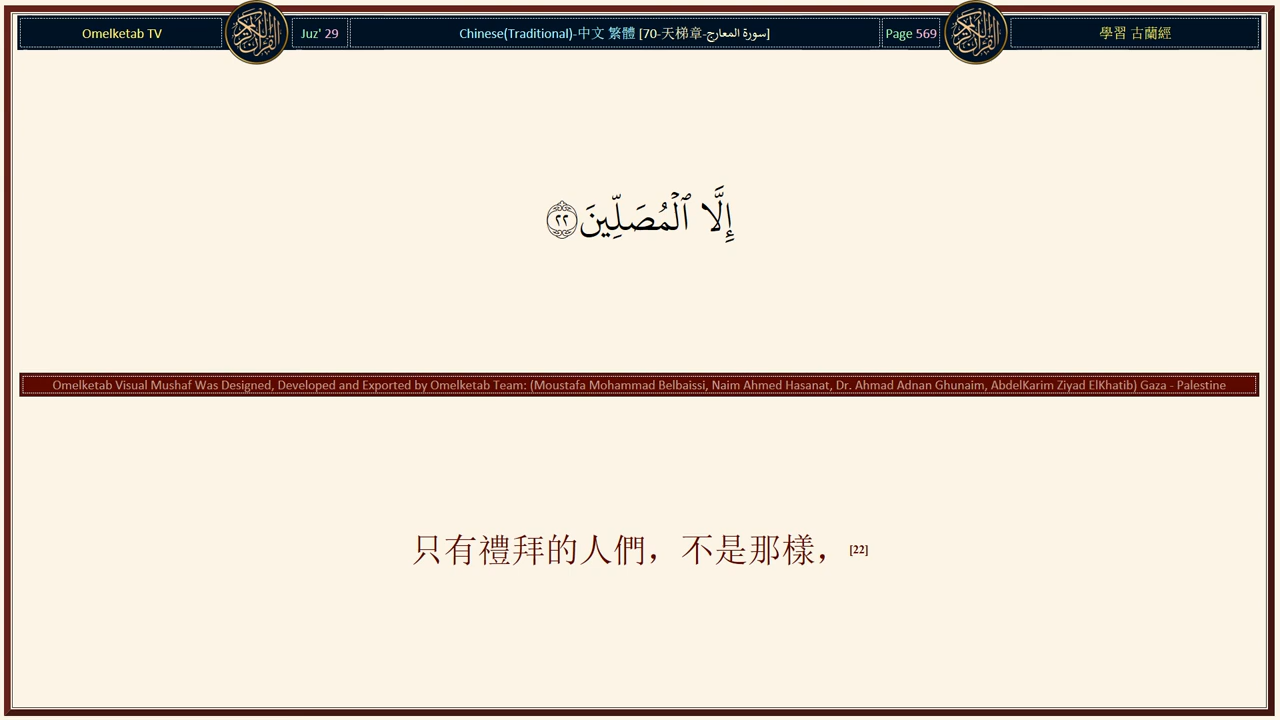 Omelketab TV
Juz' 29
Chinese(Traditional)-中文 繁體 [70-天梯章-سورة المعارج]
Page 569
學習 古蘭經
إِلَّا ٱلۡمُصَلِّينَ ٢٢
Omelketab Visual Mushaf Was Designed, Developed and Exported by Omelketab Team: (Moustafa Mohammad Belbaissi, Naim Ahmed Hasanat, Dr. Ahmad Adnan Ghunaim, AbdelKarim Ziyad ElKhatib) Gaza - Palestine
只有禮拜的人們，不是那樣，[22]